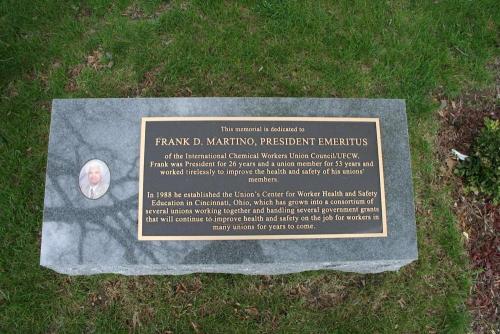 This memorial is dedicated to
FRANK D. MARTINO, PRESIDENT EMERITUS
of the International Chemical Workers Union Council/UFCW,
Frank was President for 26 years and a union member for 53 years and
worked tirelessly to improve the health and safety of his unions'
members.
In 1988 he established the Union's Center for Worker Health and Safety
Education in Cincinnati, Ohio, which has grown into a consortium of
several unions working together and handling several government grants
that will continue to improve health and safety on the job for workers in
many unions for years to come.